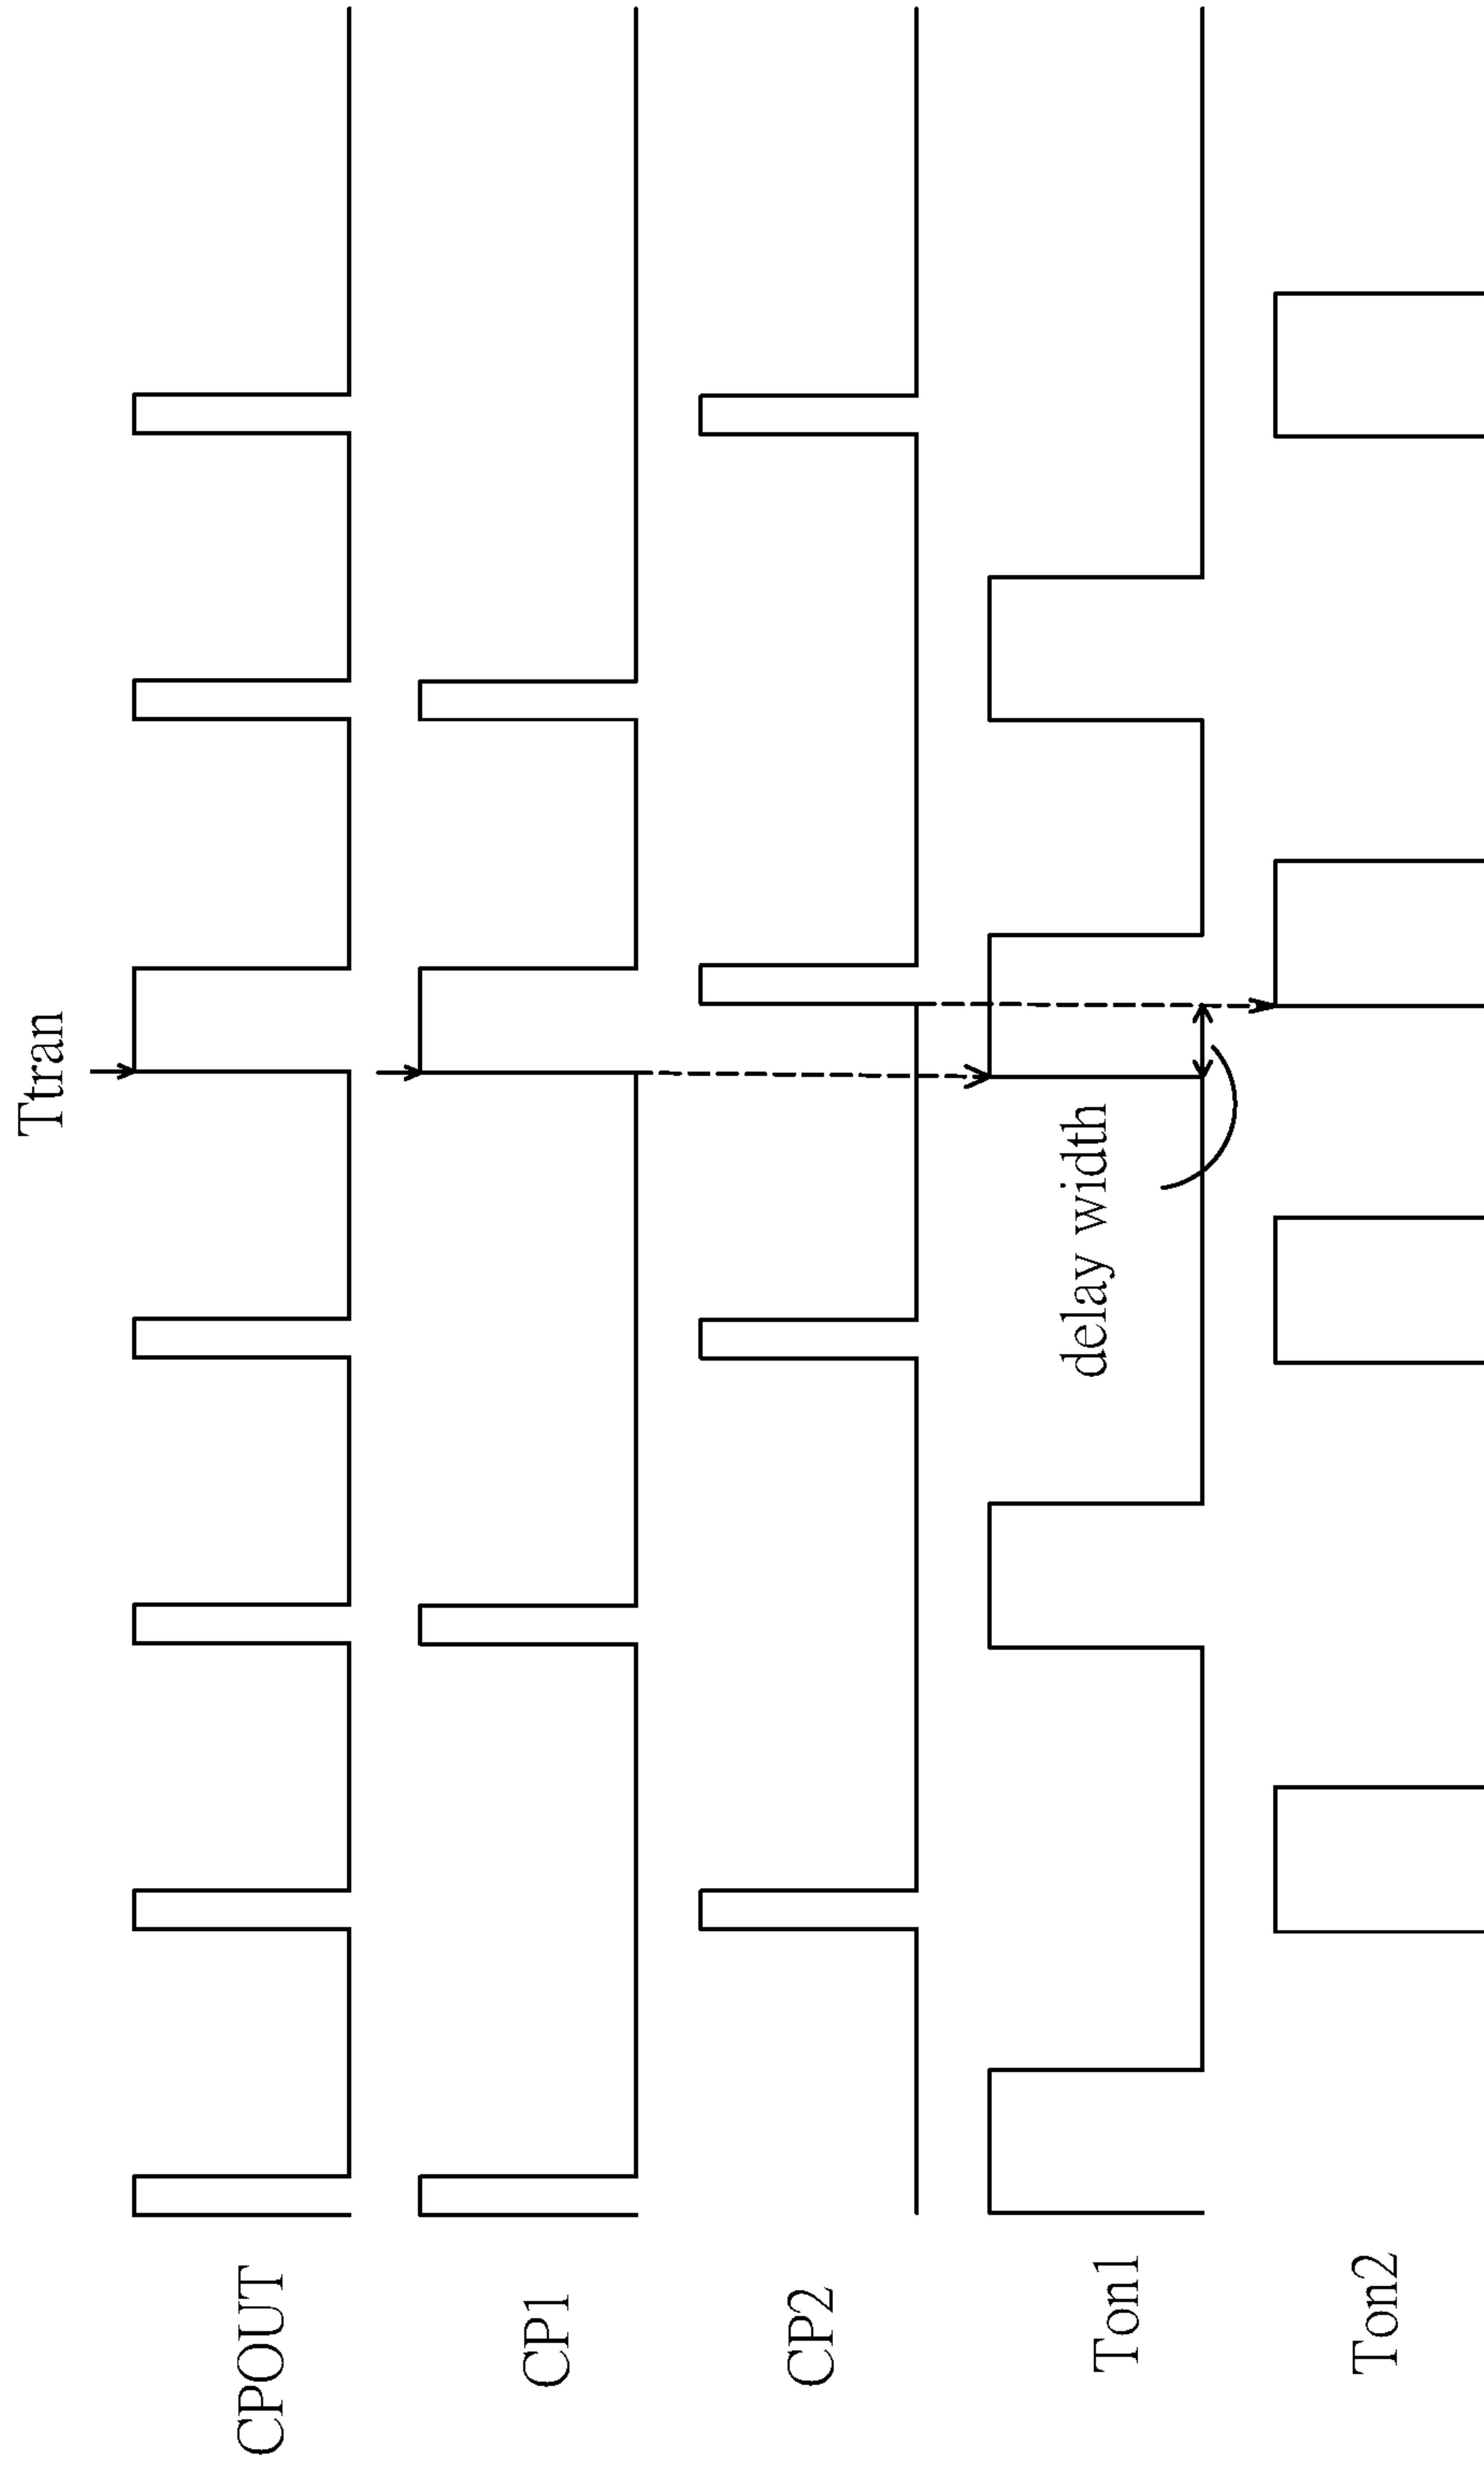 Ttran
CPOUT
CP1
CP2
delay width
Ton1
Ton2